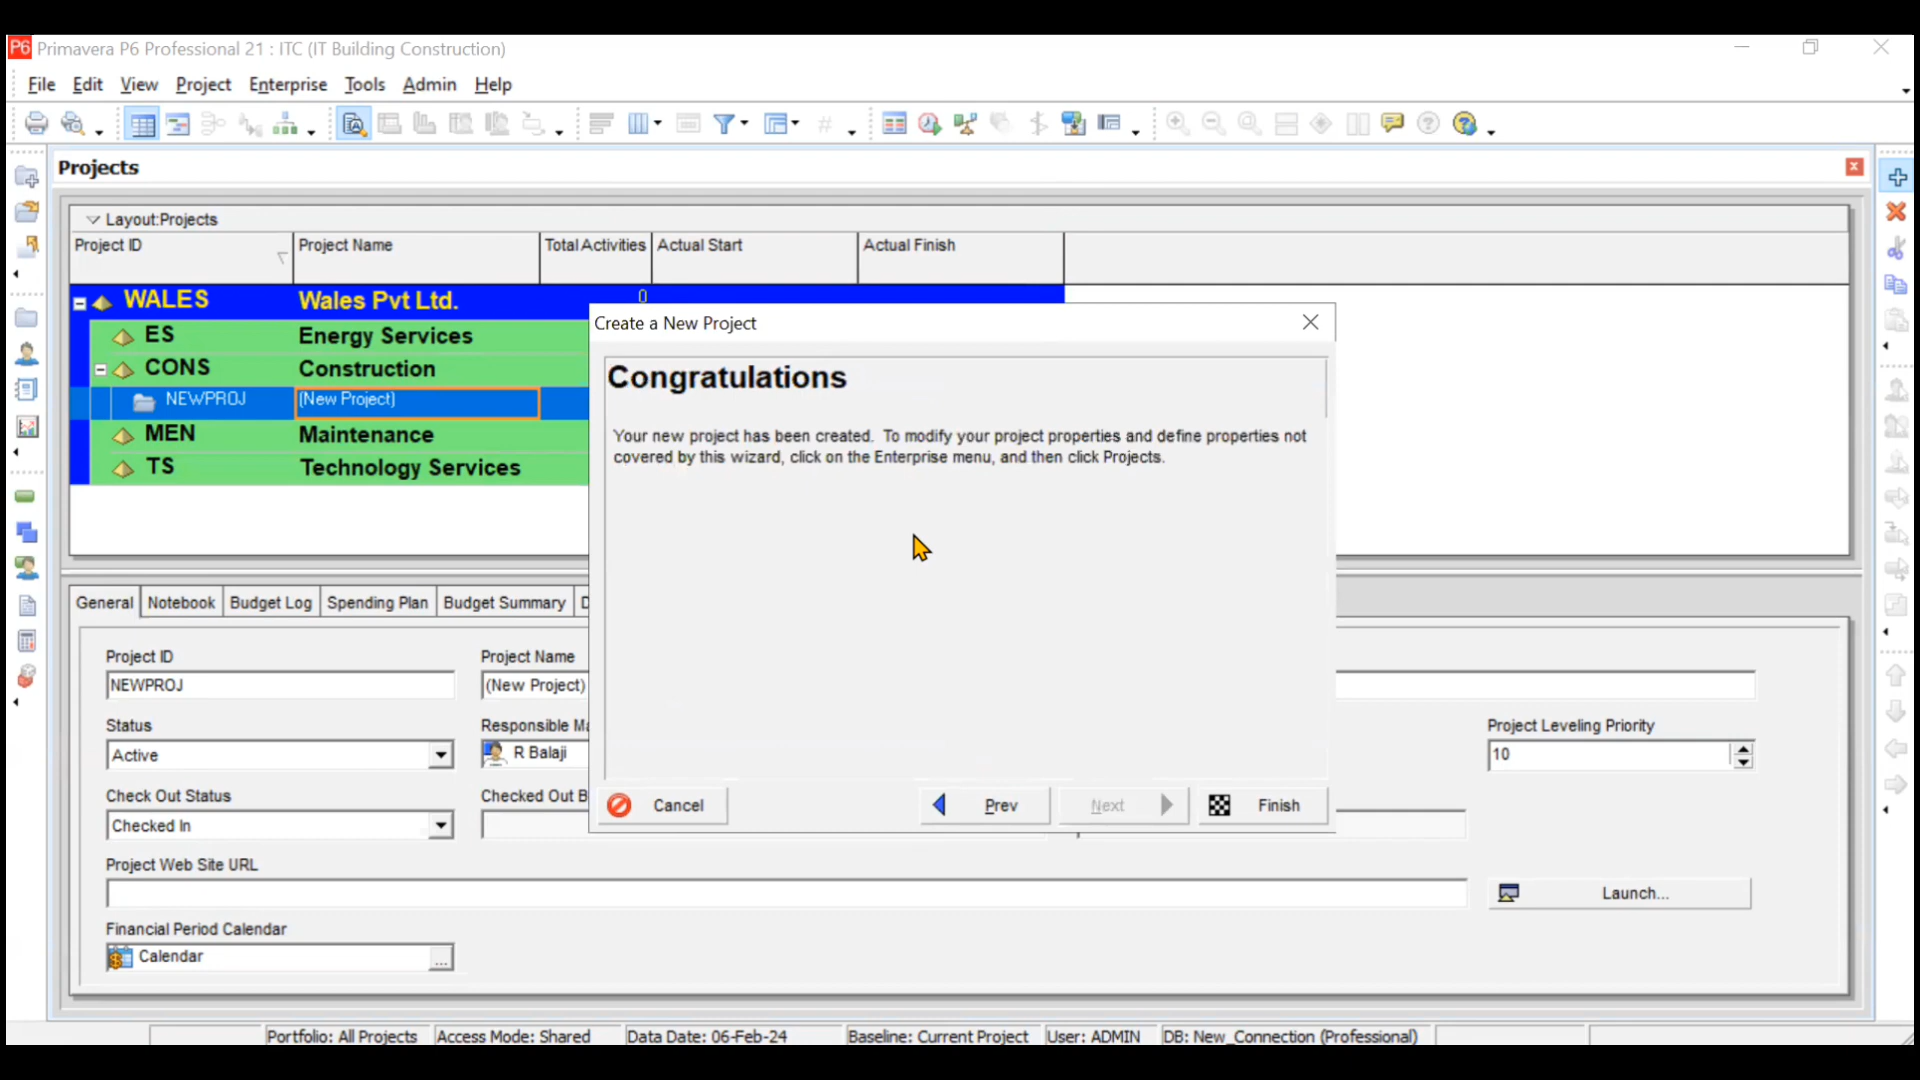 P6 Primavera P6 Professional 21 : ITC (IT Building Construction)
File Edit View Project Enterprise Tools Admin Help
Projects
Layout:Projects
Project ID Project Name Total Activities Actual Start Actual Finish
WALES Wales Pvt Ltd. 0
ES Energy Services
CONS Construction
NEWPROJ (New Project)
MEN Maintenance
TS Technology Services
Create a New Project
Congratulations
Your new project has been created. To modify your project properties and define properties not
covered by this wizard, click on the Enterprise menu, and then click Projects.
Cancel Prev Next Finish
General Notebook Budget Log Spending Plan Budget Summary
Project ID Project Name
NEWPROJ (New Project)
Status Responsible Project Leveling Priority
Active R Balaji 10
Check Out Status Checked Out
Checked In
Project Web Site URL
Launch...
Financial Period Calendar
Calendar ...
Portfolio: All Projects Access Mode: Shared Data Date: 06-Feb-24 Baseline: Current Project User: ADMIN DB: New_Connection (Professional)